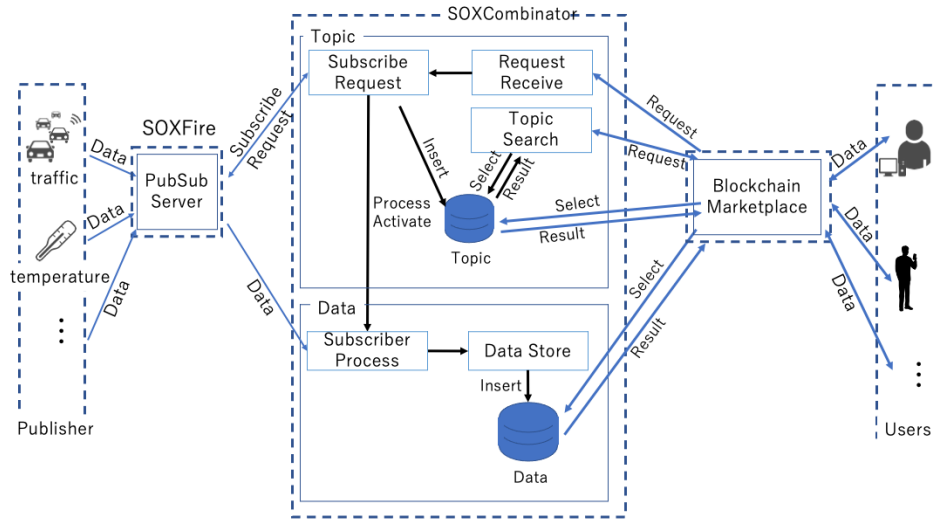 SOXCombinator
Topic
Subscribe
Request
Request
Receive
Topic
Search
Subscribe
Request
Insert
Select
Result
Process
Activate
Topic
Request
Request
Select
Result
SOXFire
PubSub
Server
Data
traffic
Data
temperature
Data
⋮
Publisher
Data
Data
Subscriber
Process
Data Store
Insert
Data
Select
Result
Blockchain
Marketplace
Data
Data
Data
⋮
Users